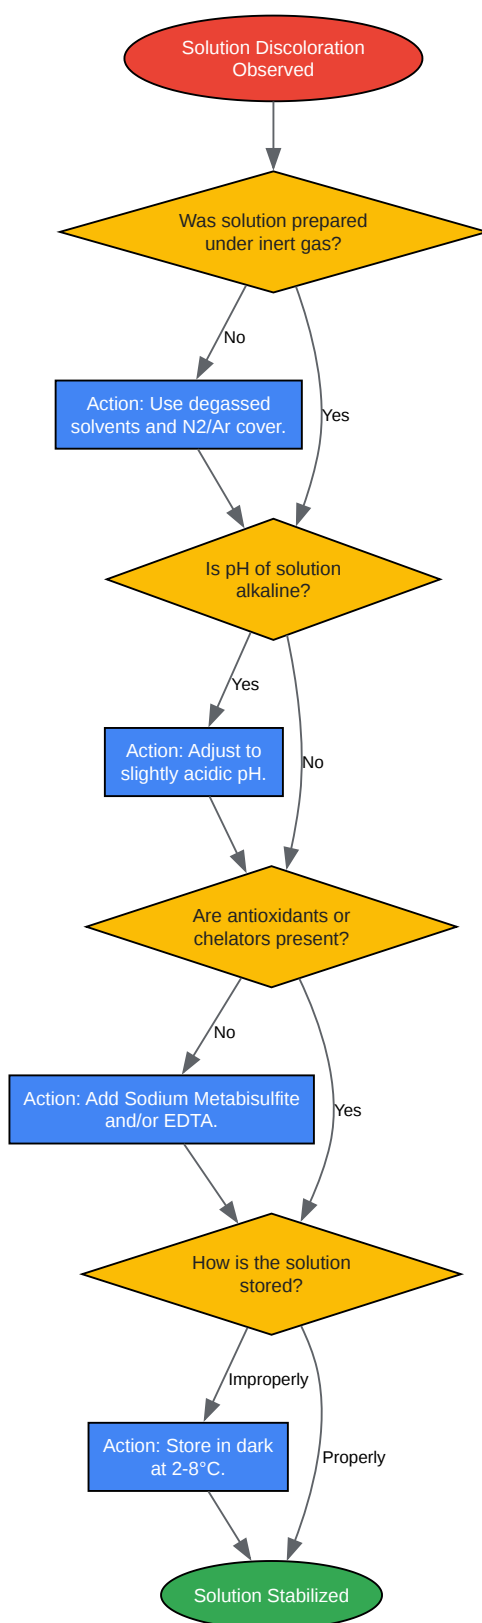 Solution Discoloration
Observed
Was solution prepared
under inert gas?
No
Action: Use degassed
solvents and N2/Ar cover.
Yes
Is pH of solution
alkaline?
Yes
Action: Adjust to
slightly acidic pH.
No
Are antioxidants or
chelators present?
No
Action: Add Sodium Metabisulfite
and/or EDTA.
Yes
How is the solution
stored?
Improperly
Action: Store in dark
at 2-8°C.
Properly
Solution Stabilized